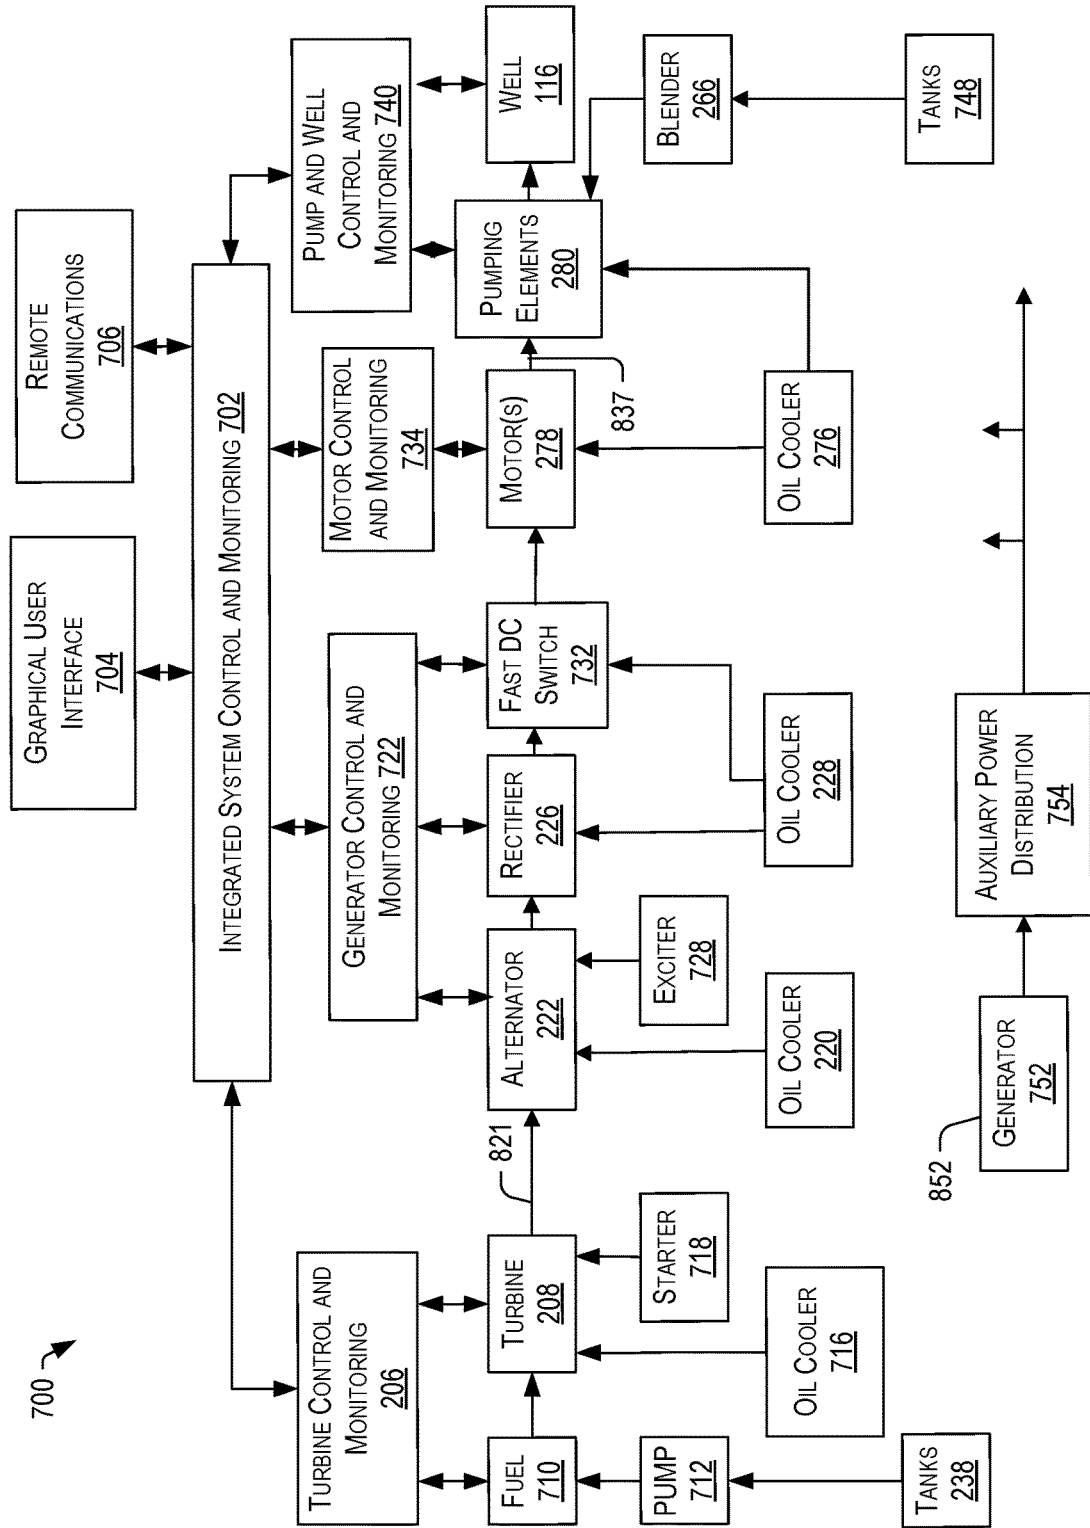 700
GRAPHICAL USER
INTERFACE
704
REMOTE
COMMUNICATIONS
706
INTEGRATED SYSTEM CONTROL AND MONITORING 702
TURBINE CONTROL AND
MONITORING
206
GENERATOR CONTROL AND
MONITORING 722
MOTOR CONTROL
AND MONITORING
734
PUMP AND WELL
CONTROL AND
MONITORING 740
FUEL
710
TURBINE
208
821
ALTERNATOR
222
RECTIFIER
226
FAST DC
SWITCH
732
MOTOR(S)
278
837
PUMPING
ELEMENTS
280
WELL
116
PUMP
712
STARTER
718
EXCITER
728
BLENDER
266
OIL COOLER
716
OIL COOLER
220
OIL COOLER
228
OIL COOLER
276
TANKS
238
TANKS
748
852
GENERATOR
752
AUXILIARY POWER
DISTRIBUTION
754